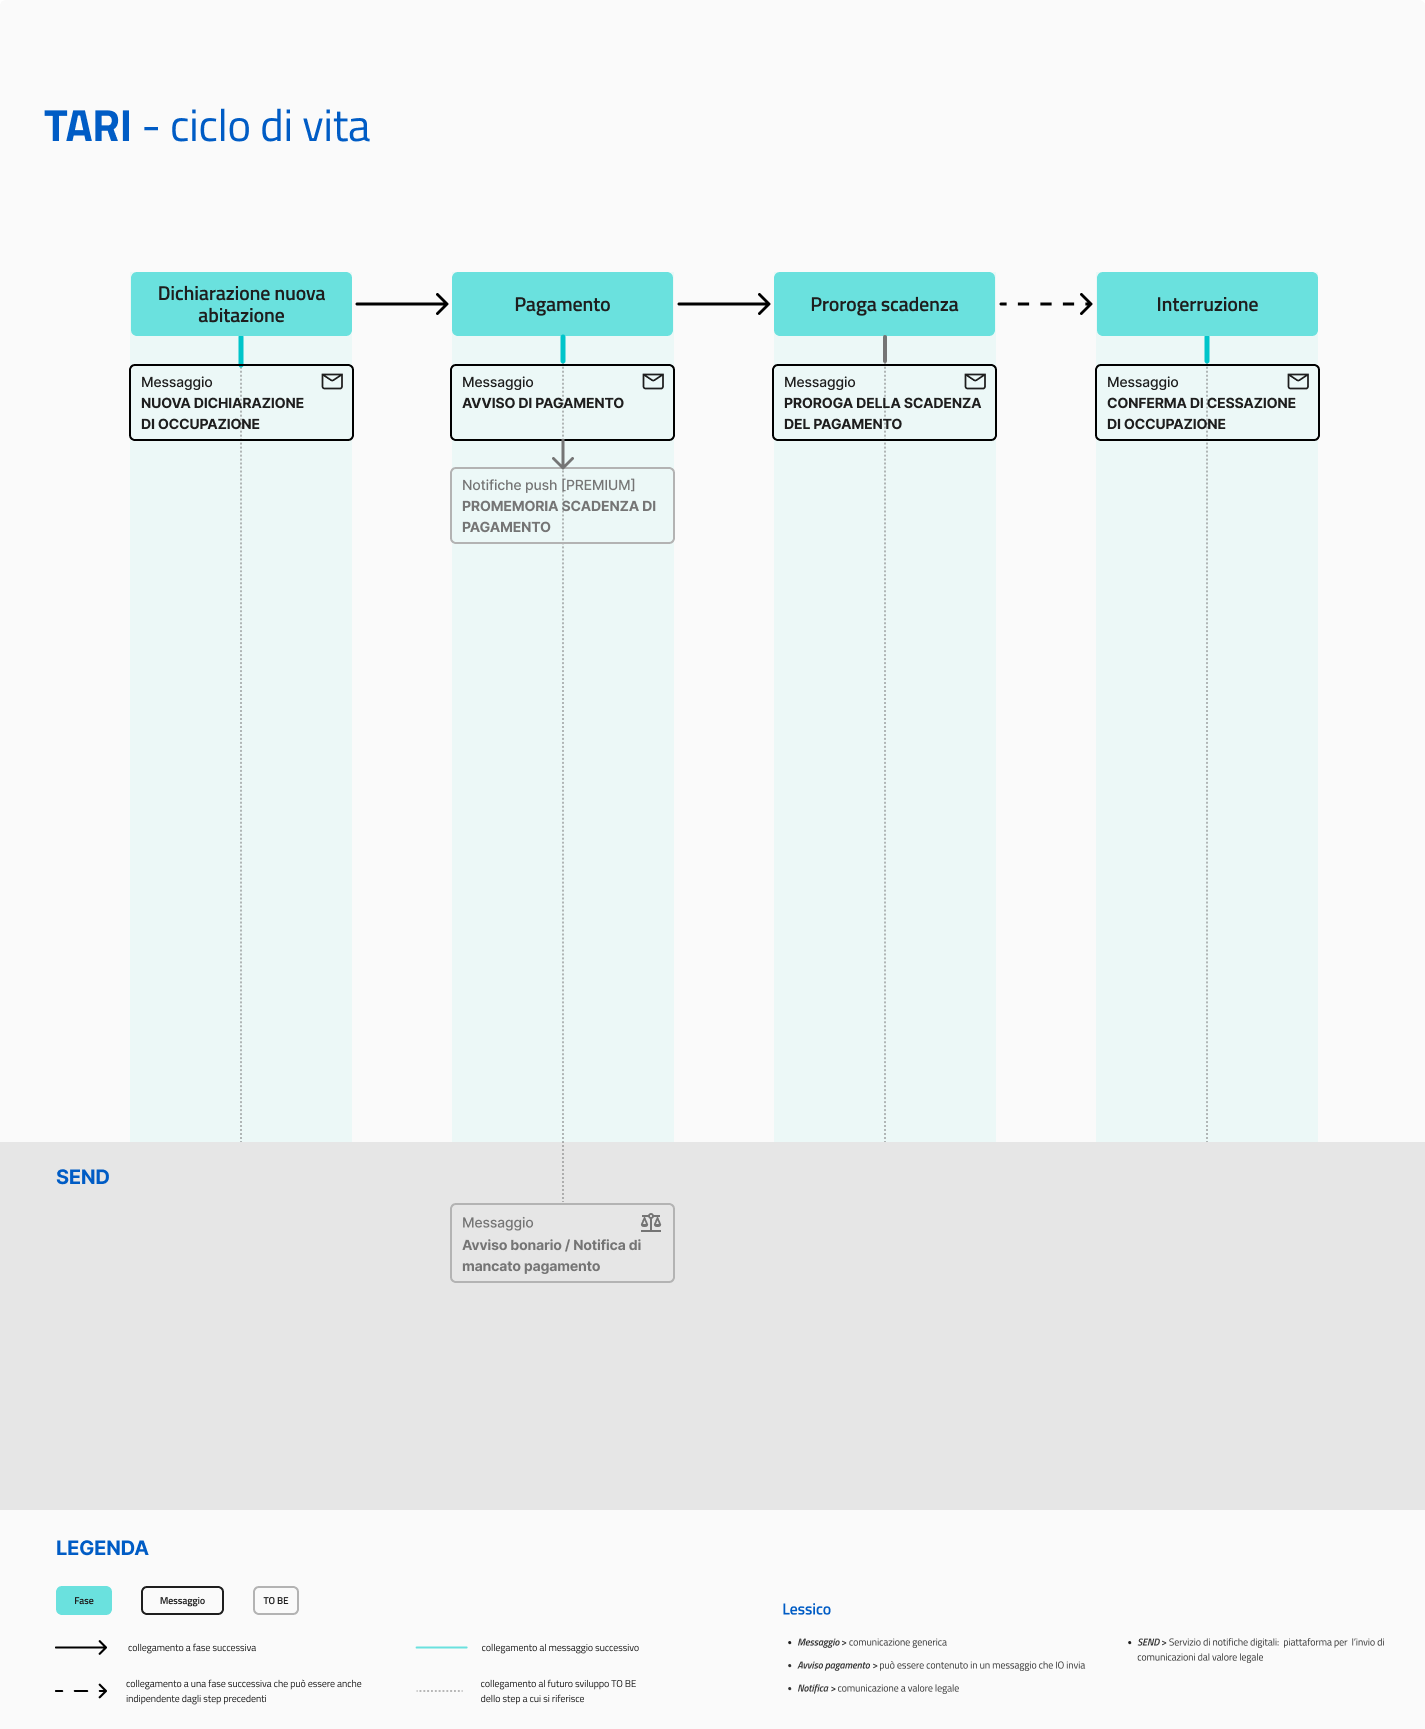 TARI - ciclo di vita
Dichiarazione nuova
abitazione
Pagamento
Proroga scadenza
Interruzione
Messaggio
NUOVA DICHIARAZIONE
DI OCCUPAZIONE
Messaggio
AVVISO DI PAGAMENTO
Messaggio
PROROGA DELLA SCADENZA
DEL PAGAMENTO
Messaggio
CONFERMA DI CESSAZIONE
DI OCCUPAZIONE
Notifiche push [PREMIUM]
PROMEMORIA SCADENZA DI
PAGAMENTO
SEND
Messaggio
Avviso bonario / Notifica di
mancato pagamento
LEGENDA
Fase
Messaggio
TO BE
collegamento a fase successiva
collegamento al messaggio successivo
collegamento a una fase successiva che può essere anche
indipendente dagli step precedenti
collegamento al futuro sviluppo TO BE
dello step a cui si riferisce
Lessico
• Messaggio > comunicazione generica
• Avviso pagamento > può essere contenuto in un messaggio che IO invia
• Notifica > comunicazione a valore legale
• SEND > Servizio di notifiche digitali: piattaforma per l'invio di
comunicazioni dal valore legale